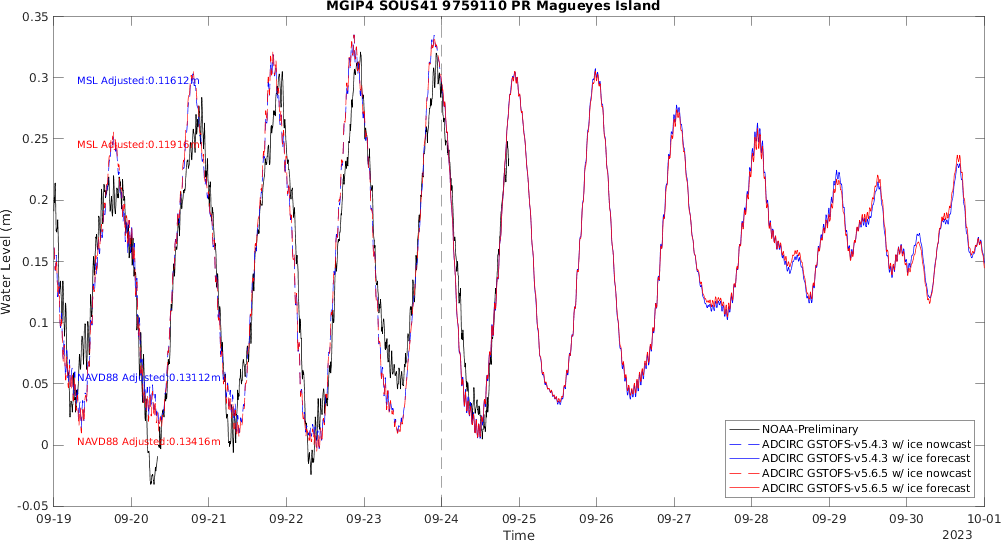 MGIP4 SOUS41 9759110 PR Magueyes Island
0.35
0.3
0.25
0.2
0.15
0.1
0.05
0
-0.05
Water Level (m)
MSL Adjusted:0.11612m
MSL Adjusted:0.11916m
NAVD88 Adjusted:0.13112m
NAVD88 Adjusted:0.13416m
NOAA-Preliminary
ADCIRC GSTOFS-v5.4.3 w/ ice nowcast
ADCIRC GSTOFS-v5.4.3 w/ ice forecast
ADCIRC GSTOFS-v5.6.5 w/ ice nowcast
ADCIRC GSTOFS-v5.6.5 w/ ice forecast
09-19 09-20 09-21 09-22 09-23 09-24 09-25 09-26 09-27 09-28 09-29 09-30 10-01
Time
2023